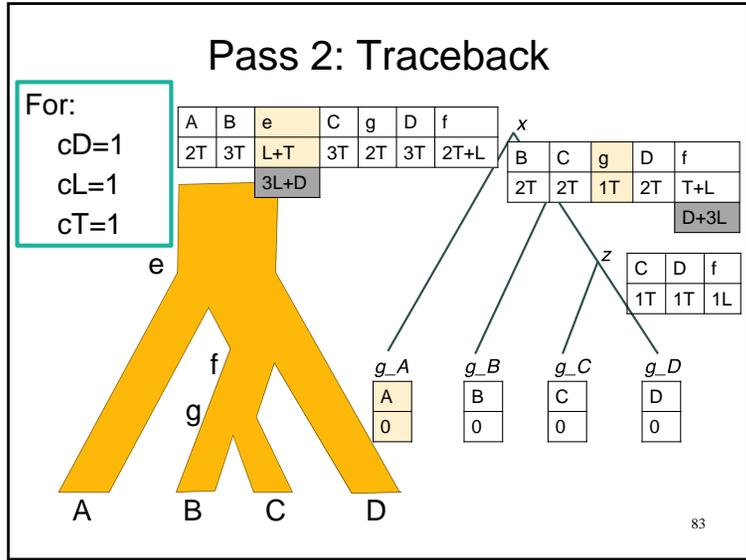 Pass 2: Traceback
For:
cD=1
cL=1
cT=1
A B e C g D f
2T 3T L+T 3T 2T 3T 2T+L
3L+D
x
B C g D f
2T 2T 1T 2T T+L
D+3L
z
C D f
1T 1T 1L
e
f
g
g_A g_B g_C g_D
A B C D
0 0 0 0
A B C D
83